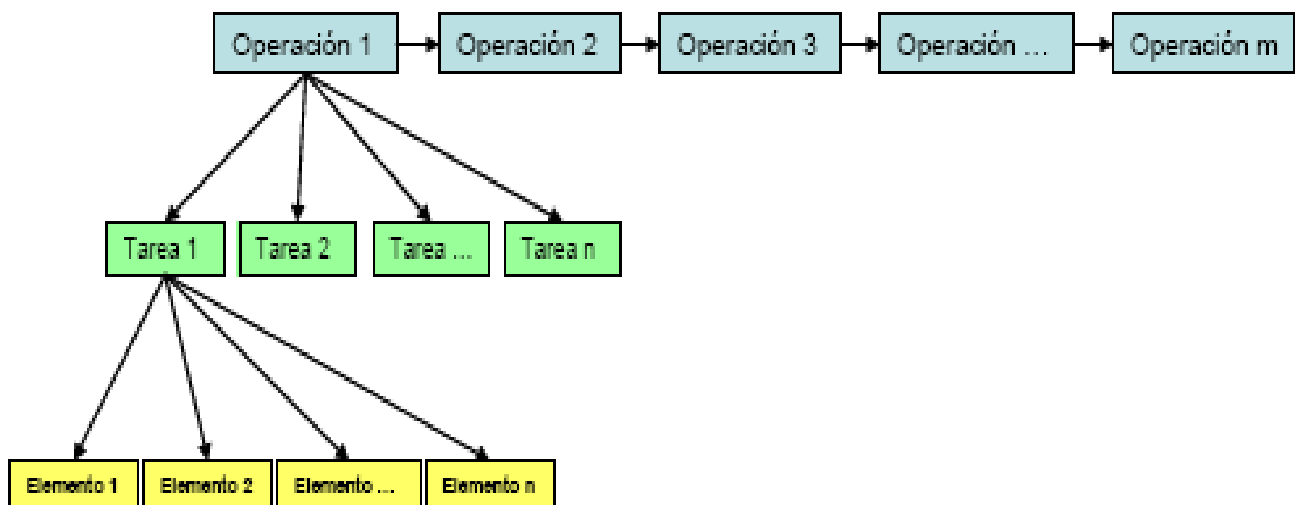 Operación 1
Operación 2
Operación 3
Operación ...
Operación m
Tarea 1
Tarea 2
Tarea ...
Tarea n
Elemento 1
Elemento 2
Elemento ...
Elemento n